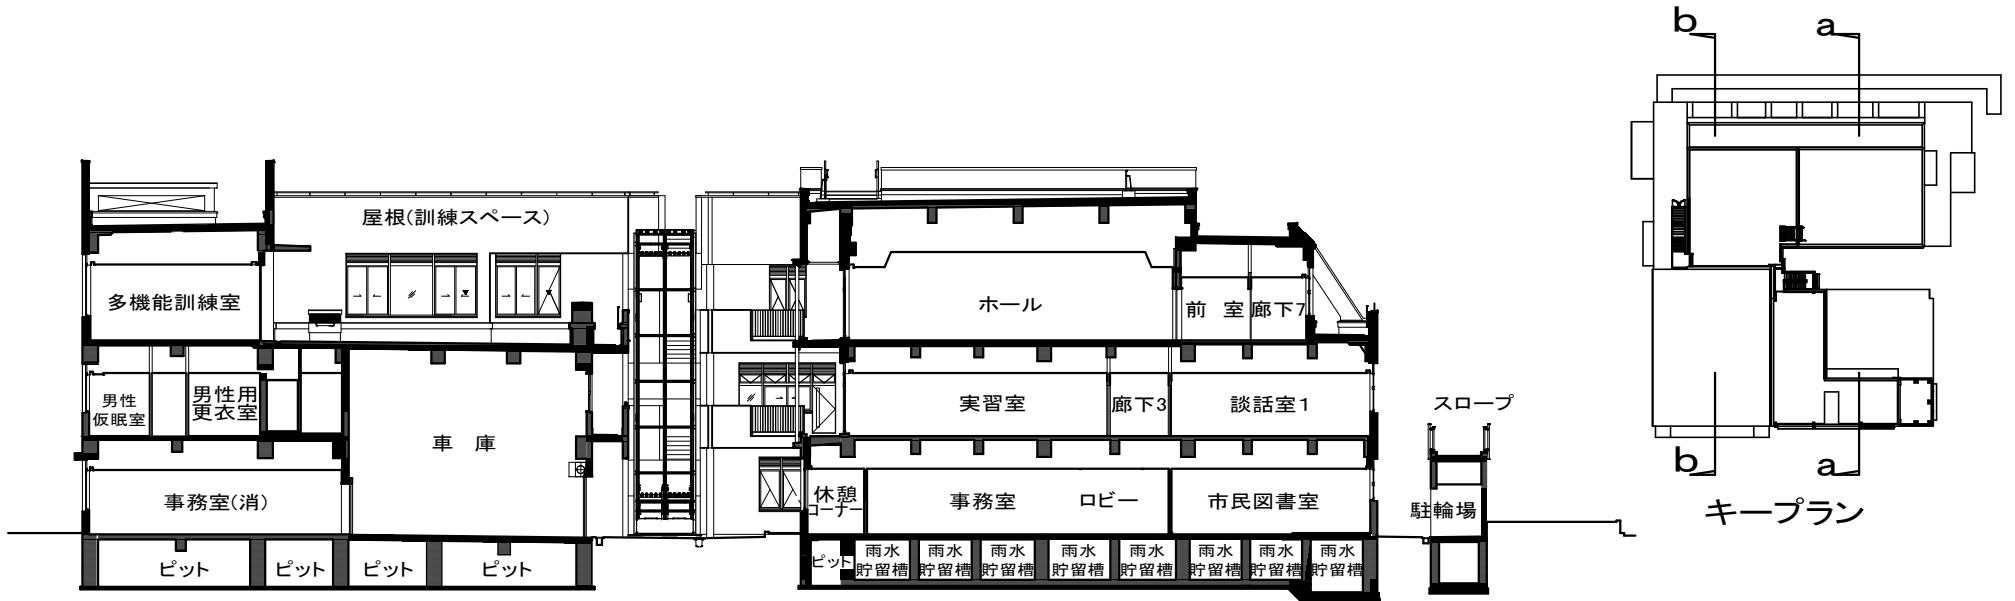 b
a
屋根(訓練スペース)
多機能訓練室
ホール
前 室
廊下7
男性
仮眠室
男性用
更衣室
車 庫
実習室
廊下3
談話室1
スロープ
b
a
キープラン
事務室(消)
休憩
コーナー
事務室
ロビー
市民図書室
駐輪場
ピット
ピット
ピット
ピット
ピット
雨水
貯留槽
雨水
貯留槽
雨水
貯留槽
雨水
貯留槽
雨水
貯留槽
雨水
貯留槽
雨水
貯留槽
雨水
貯留槽